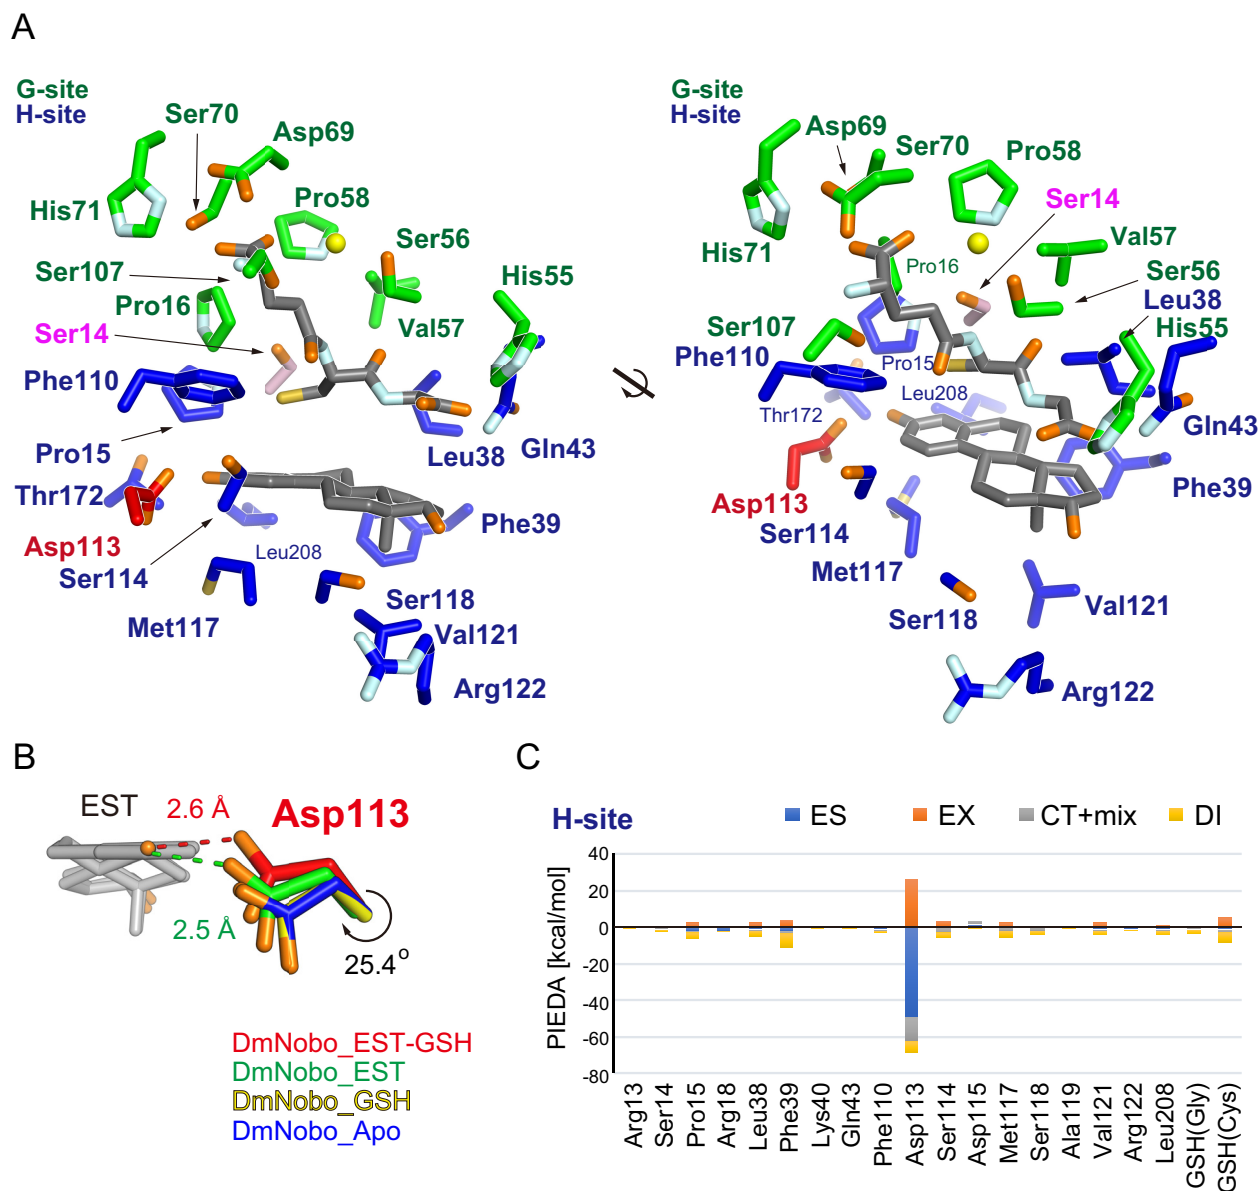 A
G-site
H-site
Ser70
Asp69
His71
Pro58
Ser56
Ser107
His55
Pro16
Val57
Ser14
Phe110
Pro15
Leu38
Gln43
Thr172
Asp113
Phe39
Ser114
Leu208
Met117
Ser118
Val121
Arg122
G-site
H-site
Asp69
Ser70
Pro58
Ser14
His71
Val57
Pro16
Ser56
Leu38
Ser107
His55
Phe110
Pro15
Leu208
Thr172
Gln43
Asp113
Phe39
Ser114
Met117
Ser118
Val121
Arg122
B
EST
2.6 Å
Asp113
2.5 Å
25.4°
DmNobo_EST-GSH
DmNobo_EST
DmNobo_GSH
DmNobo_Apo
C
H-site
ES
EX
CT+mix
DI
PIEDA [kcal/mol]
40
20
0
-20
-40
-60
-80
Arg13
Ser14
Pro15
Arg18
Leu38
Phe39
Lys40
Gln43
Phe110
Asp113
Ser114
Asp115
Met117
Ser118
Ala119
Val121
Arg122
Leu208
GSH(Gly)
GSH(Cys)